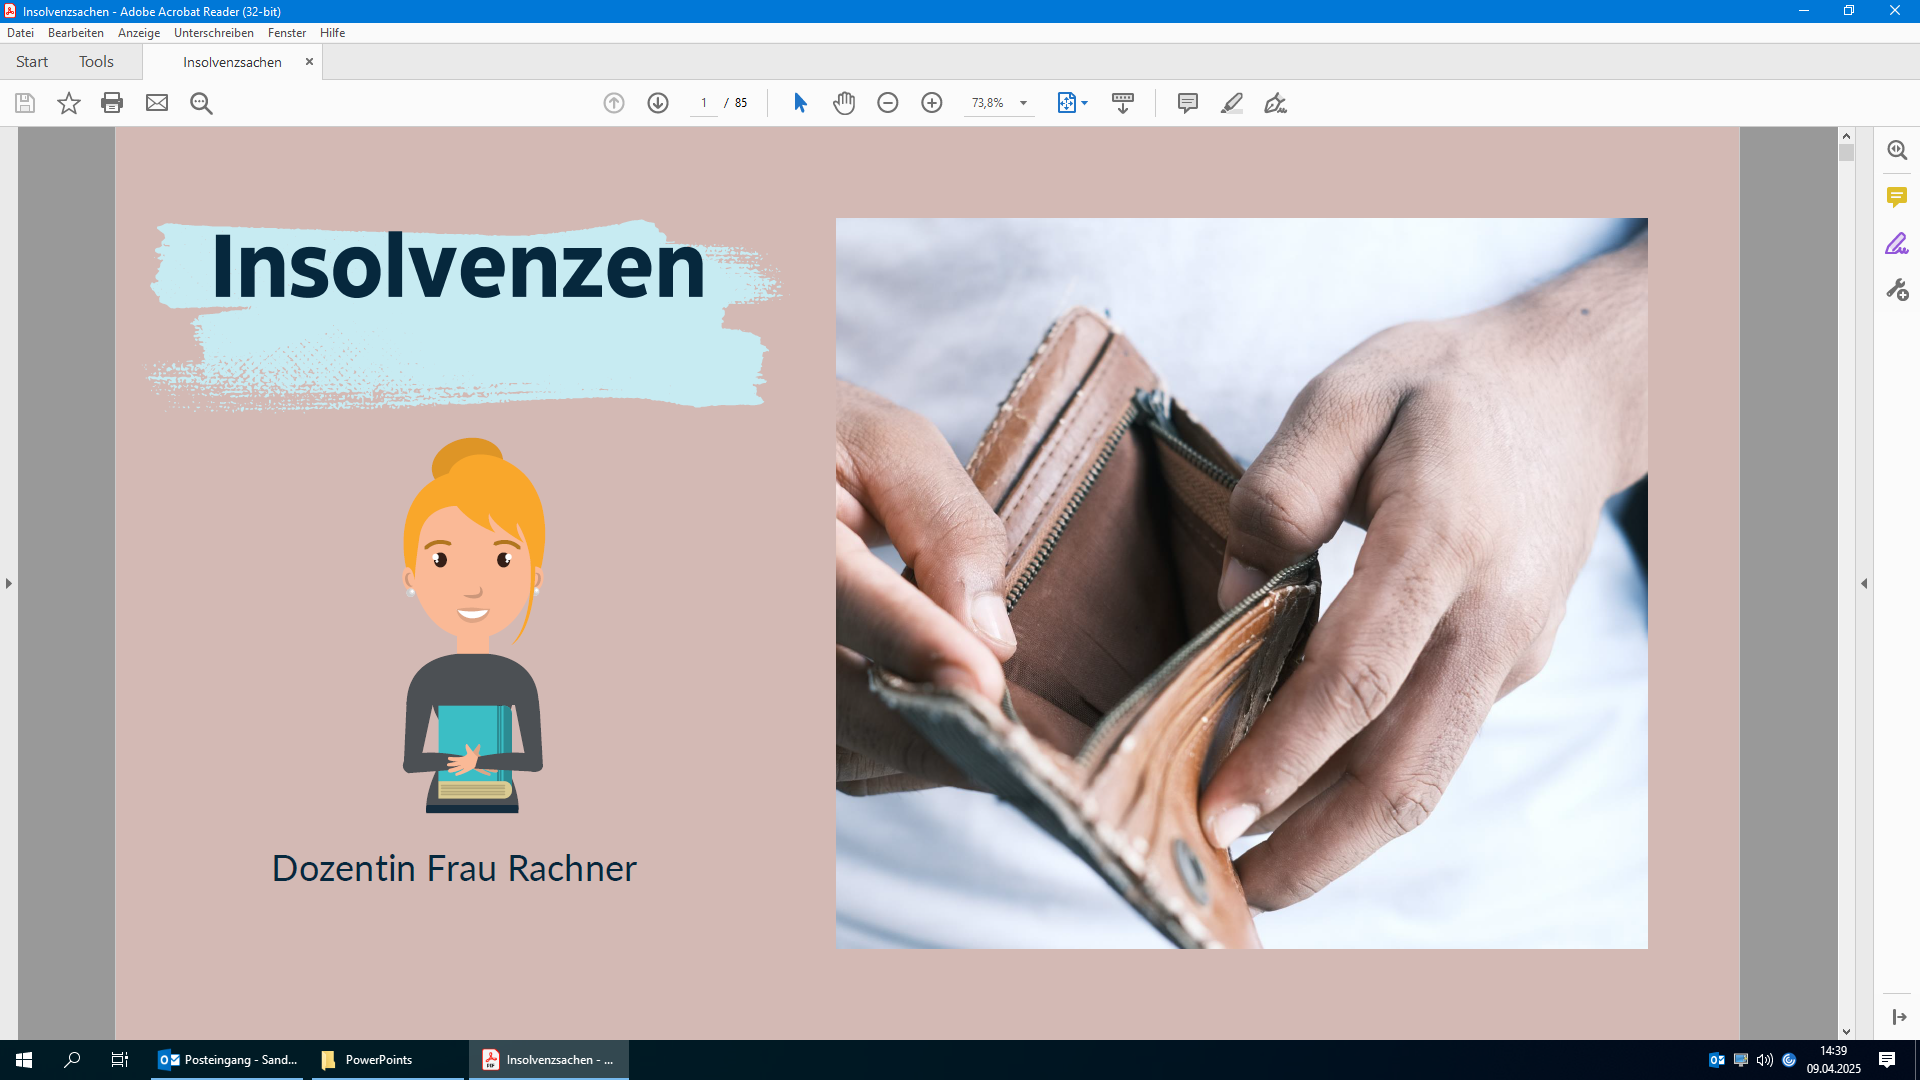 Insolvenzsachen - Adobe Acrobat Reader (32-bit)
Datei Bearbeiten Anzeige Unterschreiben Fenster Hilfe
Start Tools Insolvenzsachen
1 / 85 73,8%
Insolvenzen
Dozentin Frau Rachner
Posteingang - Sand... PowerPoints Insolvenzsachen - ...
14:39
09.04.2025